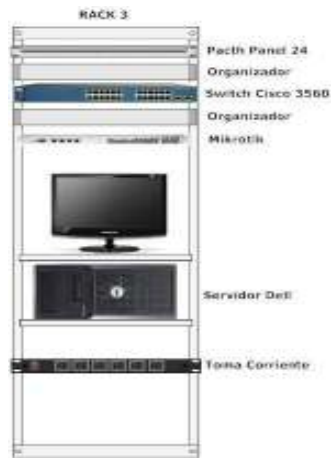 RACK 3
Pacth Panel 24
Organizador
Switch Cisco 3560
Organizador
Mikrotik
Servidor Dell
Toma Corriente